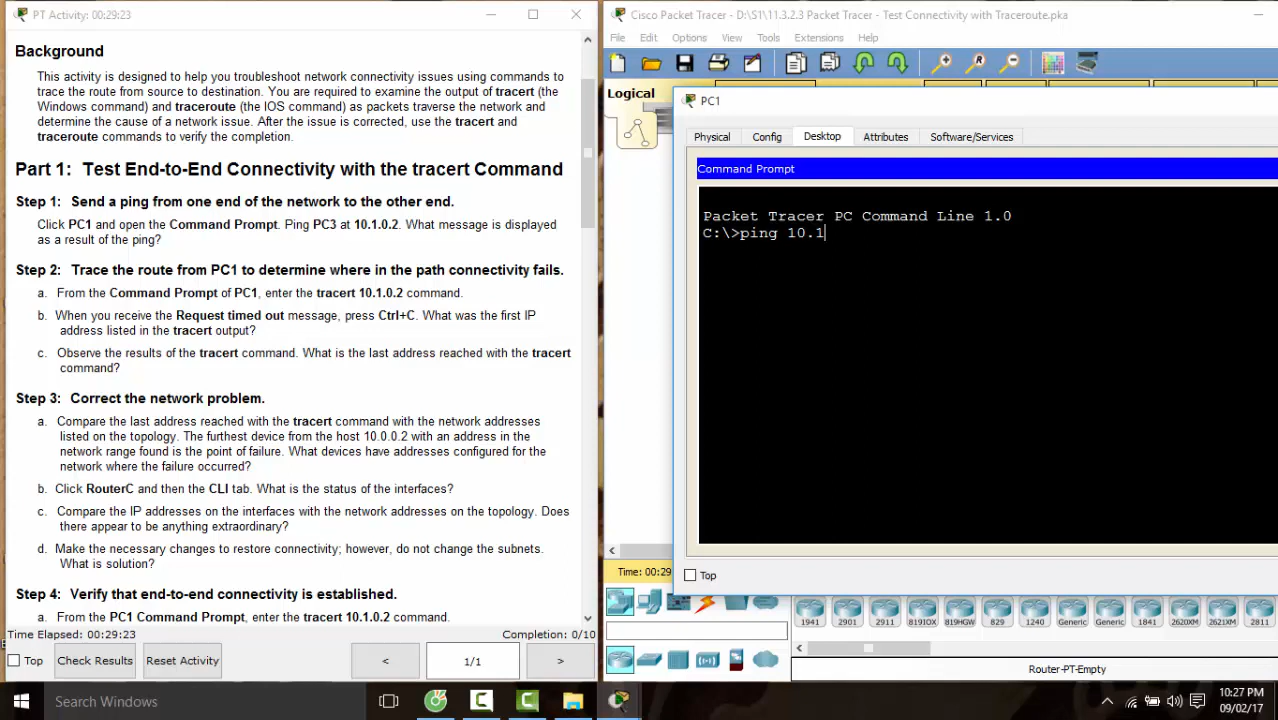 PT Activity: 00:29:23
Background
This activity is designed to help you troubleshoot network connectivity issues using commands to
trace the route from source to destination. You are required to examine the output of tracert (the
Windows command) and traceroute (the IOS command) as packets traverse the network and
determine the cause of a network issue. After the issue is corrected, use the tracert and
traceroute commands to verify the completion.
Part 1: Test End-to-End Connectivity with the tracert Command
Step 1: Send a ping from one end of the network to the other end.
Click PC1 and open the Command Prompt. Ping PC3 at 10.1.0.2. What message is displayed
as a result of the ping?
Step 2: Trace the route from PC1 to determine where in the path connectivity fails.
a. From the Command Prompt of PC1, enter the tracert 10.1.0.2 command.
b. When you receive the Request timed out message, press Ctrl+C. What was the first IP
address listed in the tracert output?
c. Observe the results of the tracert command. What is the last address reached with the tracert
command?
Step 3: Correct the network problem.
a. Compare the last address reached with the tracert command with the network addresses
listed on the topology. The furthest device from the host 10.0.0.2 with an address in the
network range found is the point of failure. What devices have addresses configured for the
network where the failure occurred?
b. Click RouterC and then the CLI tab. What is the status of the interfaces?
c. Compare the IP addresses on the interfaces with the network addresses on the topology. Does
there appear to be anything extraordinary?
d. Make the necessary changes to restore connectivity; however, do not change the subnets.
What is solution?
Step 4: Verify that end-to-end connectivity is established.
a. From the PC1 Command Prompt, enter the tracert 10.1.0.2 command.
Time Elapsed: 00:29:23
Completion: 0/10
Top
Check Results
Reset Activity
<
1/1
>
Cisco Packet Tracer - D:\S1\11.3.2.3 Packet Tracer - Test Connectivity with Traceroute.pka
File Edit Options View Tools Extensions Help
Logical
PC1
Physical Config Desktop Attributes Software/Services
Command Prompt
Packet Tracer PC Command Line 1.0
C:\>ping 10.1
Top
Time: 00:29
1941 2901 2911 819IOX 819HGW 829 1240 Generic Generic 1841 2620XM 2621XM 2811
Router-PT-Empty
Search Windows
10:27 PM
09/02/17